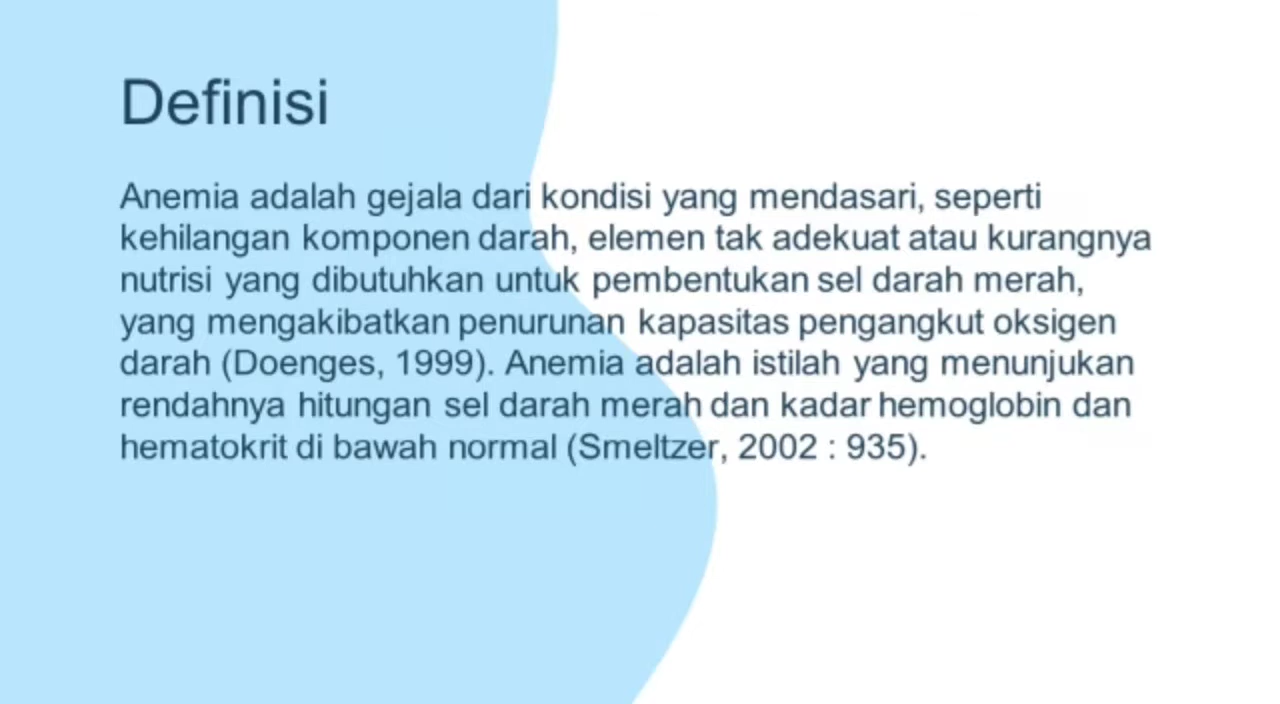 Definisi
Anemia adalah gejala dari kondisi yang mendasari, seperti
kehilangan komponen darah, elemen tak adekuat atau kurangnya
nutrisi yang dibutuhkan untuk pembentukan sel darah merah,
yang mengakibatkan penurunan kapasitas pengangkut oksigen
darah (Doenges, 1999). Anemia adalah istilah yang menunjukan
rendahnya hitungan sel darah merah dan kadar hemoglobin dan
hematokrit di bawah normal (Smeltzer, 2002 : 935).